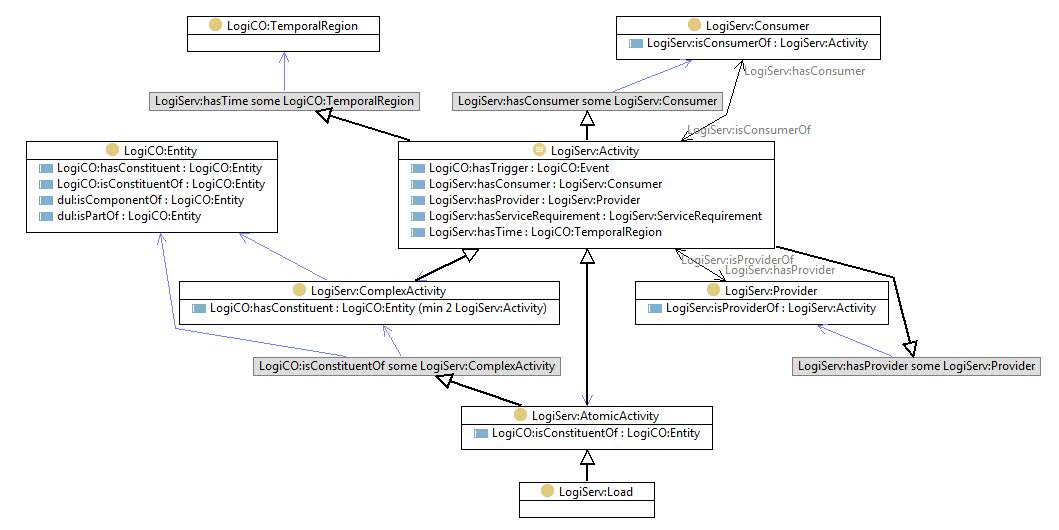 LogiCO:TemporalRegion
LogiServ:Consumer
LogiServ:isConsumerOf : LogiServ:Activity
LogiServ:hasConsumer
LogiServ:hasTime some LogiCO:TemporalRegion
LogiServ:hasConsumer some LogiServ:Consumer
LogiServ:isConsumerOf
LogiCO:Entity
LogiCO:hasConstituent : LogiCO:Entity
LogiCO:isConstituentOf : LogiCO:Entity
dul:isComponentOf : LogiCO:Entity
dul:isPartOf : LogiCO:Entity
LogiServ:Activity
LogiCO:hasTrigger : LogiCO:Event
LogiServ:hasConsumer : LogiServ:Consumer
LogiServ:hasProvider : LogiServ:Provider
LogiServ:hasServiceRequirement : LogiServ:ServiceRequirement
LogiServ:hasTime : LogiCO:TemporalRegion
LogiServ:isProviderOf
LogiServ:hasProvider
LogiServ:ComplexActivity
LogiCO:hasConstituent : LogiCO:Entity (min 2 LogiServ:Activity)
LogiServ:Provider
LogiServ:isProviderOf : LogiServ:Activity
LogiCO:isConstituentOf some LogiServ:ComplexActivity
LogiServ:hasProvider some LogiServ:Provider
LogiServ:AtomicActivity
LogiCO:isConstituentOf : LogiCO:Entity
LogiServ:Load